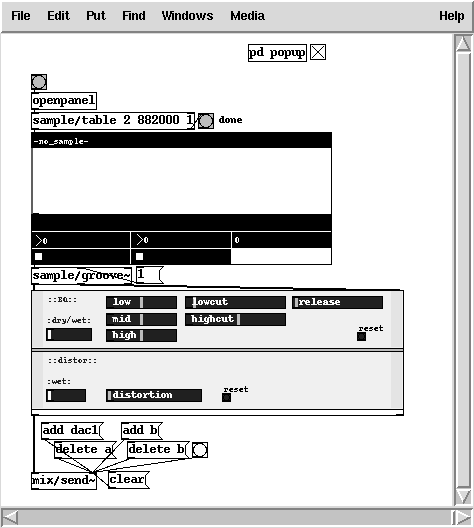 File Edit Put Find Windows Media Help
pd popup
openpanel
sample/table 2 882000 1 done
-no_sample-
0 0 0
sample/groove~ 1
::EQ:: low lowcut release
:dry/wet: mid highcut
high reset
::distor::
:wet:
distortion reset
add dac1 add b
delete a delete b
mix/send~ clear